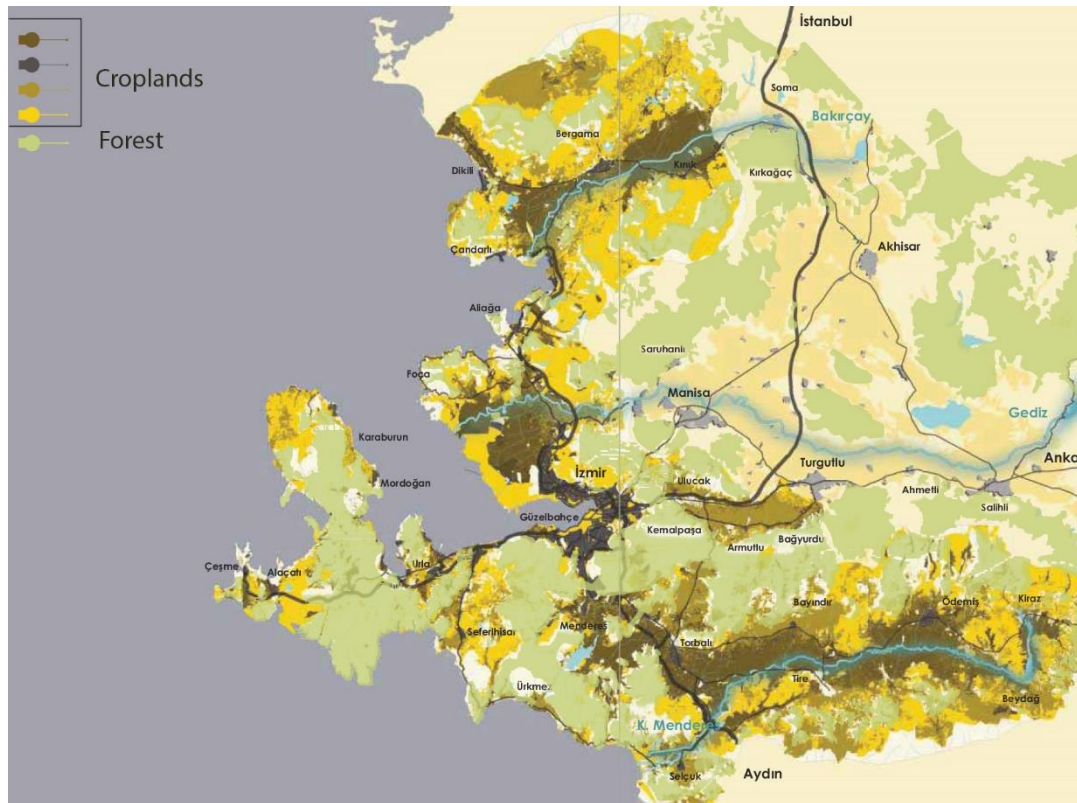 Croplands
Forest
İstanbul
Soma
Bakırçay
Bergama
Dikili
Kınık
Kırkağaç
Çandarlı
Akhisar
Aliağa
Saruhanlı
Foça
Manisa
Gediz
Karaburun
Turgutlu
Anka
Mordoğan
İzmir
Ulucak
Ahmetli
Salihli
Güzelbahçe
Kemalpaşa
Armutlu
Bağyurdu
Çeşme
Alaçatı
Urla
Bayındır
Ödemiş
Kiraz
Seferihisar
Menderes
Torbalı
Ürkmez
Tire
Beydağ
K. Menderes
Selçuk
Aydın